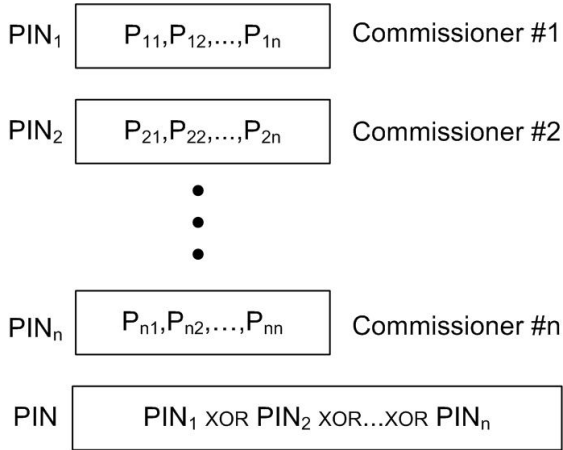 PIN₁ P₁₁,P₁₂,...,P₁ₙ Commissioner #1
PIN₂ P₂₁,P₂₂,...,P₂ₙ Commissioner #2
PINₙ Pₙ₁,Pₙ₂,...,Pₙₙ Commissioner #n
PIN PIN₁ XOR PIN₂ XOR...XOR PINₙ